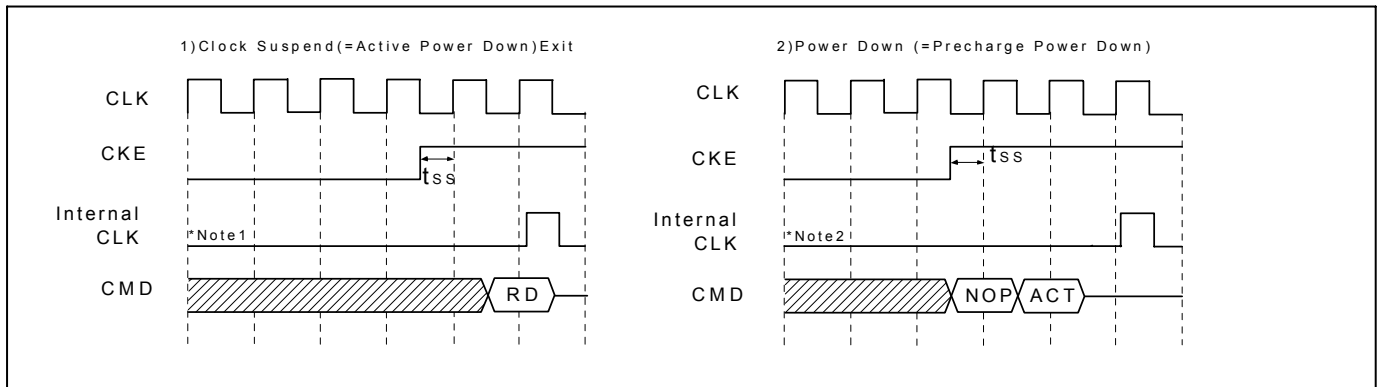 1)Clock Suspend(=Active Power Down)Exit
CLK
CKE
tSS
Internal
CLK
*Note1
CMD
RD
2)Power Down (=Precharge Power Down)
CLK
CKE
tSS
Internal
CLK
*Note2
CMD
NOP
ACT